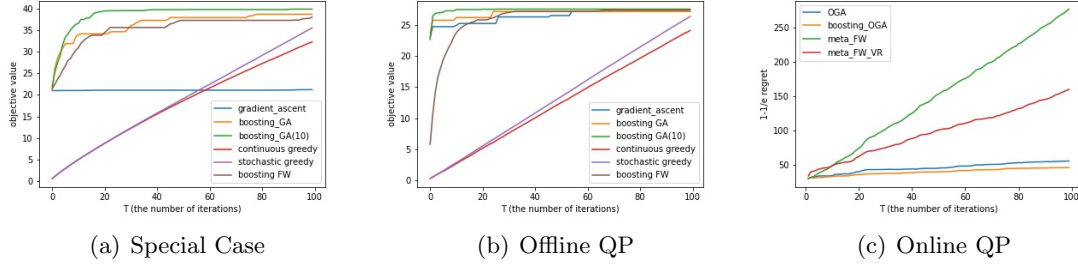 40
35
30
25
20
15
10
5
0
objective value
gradient_ascent
boosting_GA
boosting_GA(10)
continuous greedy
stochastic greedy
boosting FW
0 20 40 60 80 100
T (the number of iterations)
(a) Special Case
25
20
15
10
5
0
objective value
gradient_ascent
boosting GA
boosting GA(10)
continuous greedy
stochastic greedy
boosting FW
0 20 40 60 80 100
T (the number of iterations)
(b) Offline QP
250
200
150
100
50
1-1/e regret
OGA
boosting_OGA
meta_FW
meta_FW_VR
0 20 40 60 80 100
T (the number of iterations)
(c) Online QP